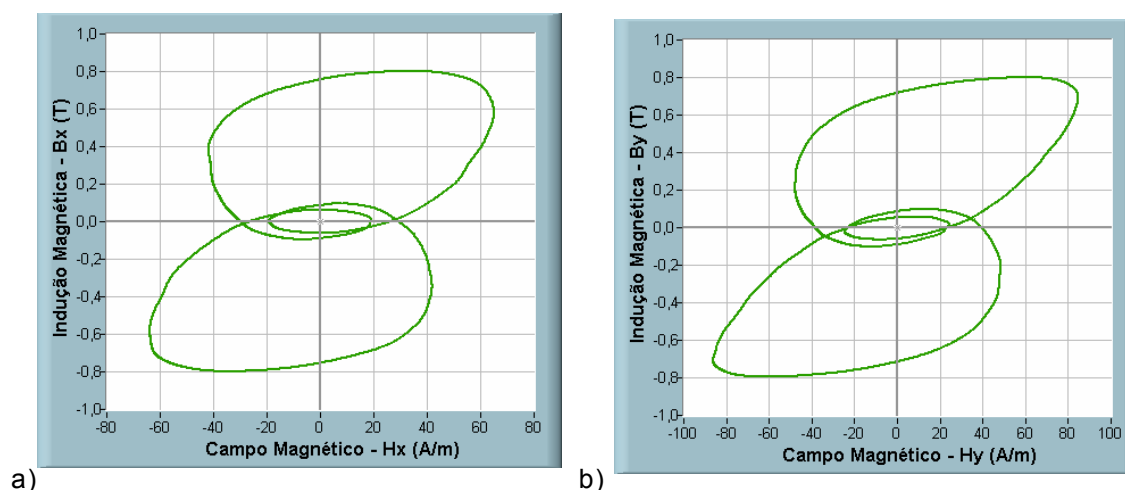 1,0
0,8
0,6
0,4
0,2
0,0
-0,2
-0,4
-0,6
-0,8
-1,0
Indução Magnética - Bx (T)
-80 -60 -40 -20 0 20 40 60 80
Campo Magnético - Hx (A/m)
a)
1,0
0,8
0,6
0,4
0,2
0,0
-0,2
-0,4
-0,6
-0,8
-1,0
Indução Magnética - By (T)
-100 -80 -60 -40 -20 0 20 40 60 80 100
Campo Magnético - Hy (A/m)
b)